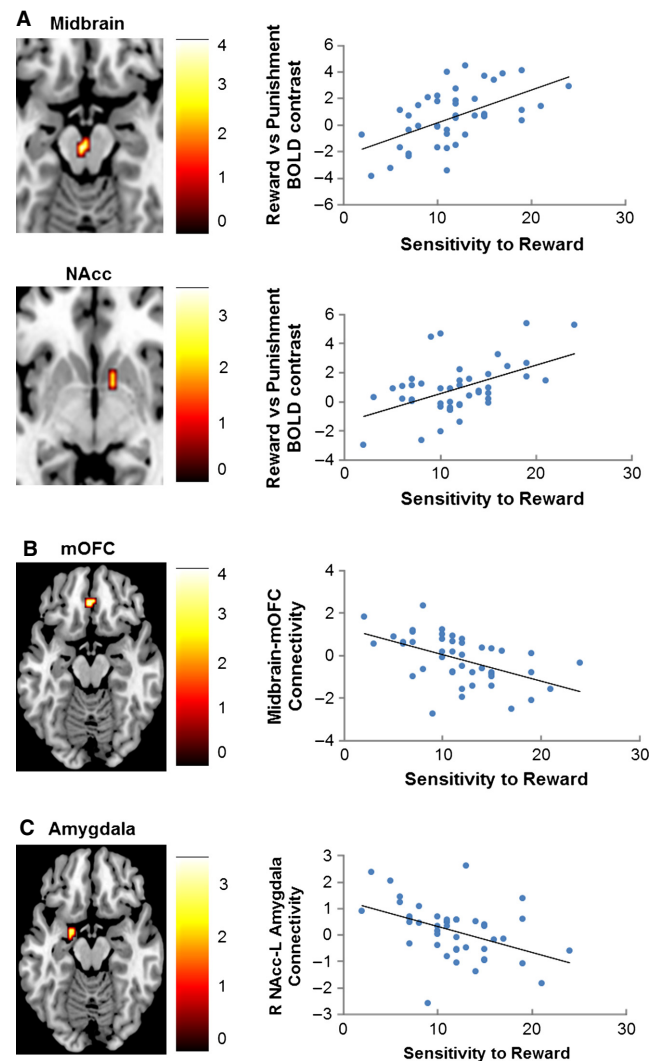 A
Midbrain
4
3
2
1
0
Reward vs Punishment
BOLD contrast
6
4
2
0
−2
−4
−6
0 10 20 30
Sensitivity to Reward
NAcc
3
2
1
0
Reward vs Punishment
BOLD contrast
6
4
2
0
−2
−4
0 10 20 30
Sensitivity to Reward
B
mOFC
4
3
2
1
0
Midbrain-mOFC
Connectivity
4
2
0
−2
−4
0 10 20 30
Sensitivity to Reward
C
Amygdala
3
2
1
0
R NAcc-L Amygdala
Connectivity
3
2
1
0
−1
−2
−3
0 10 20 30
Sensitivity to Reward